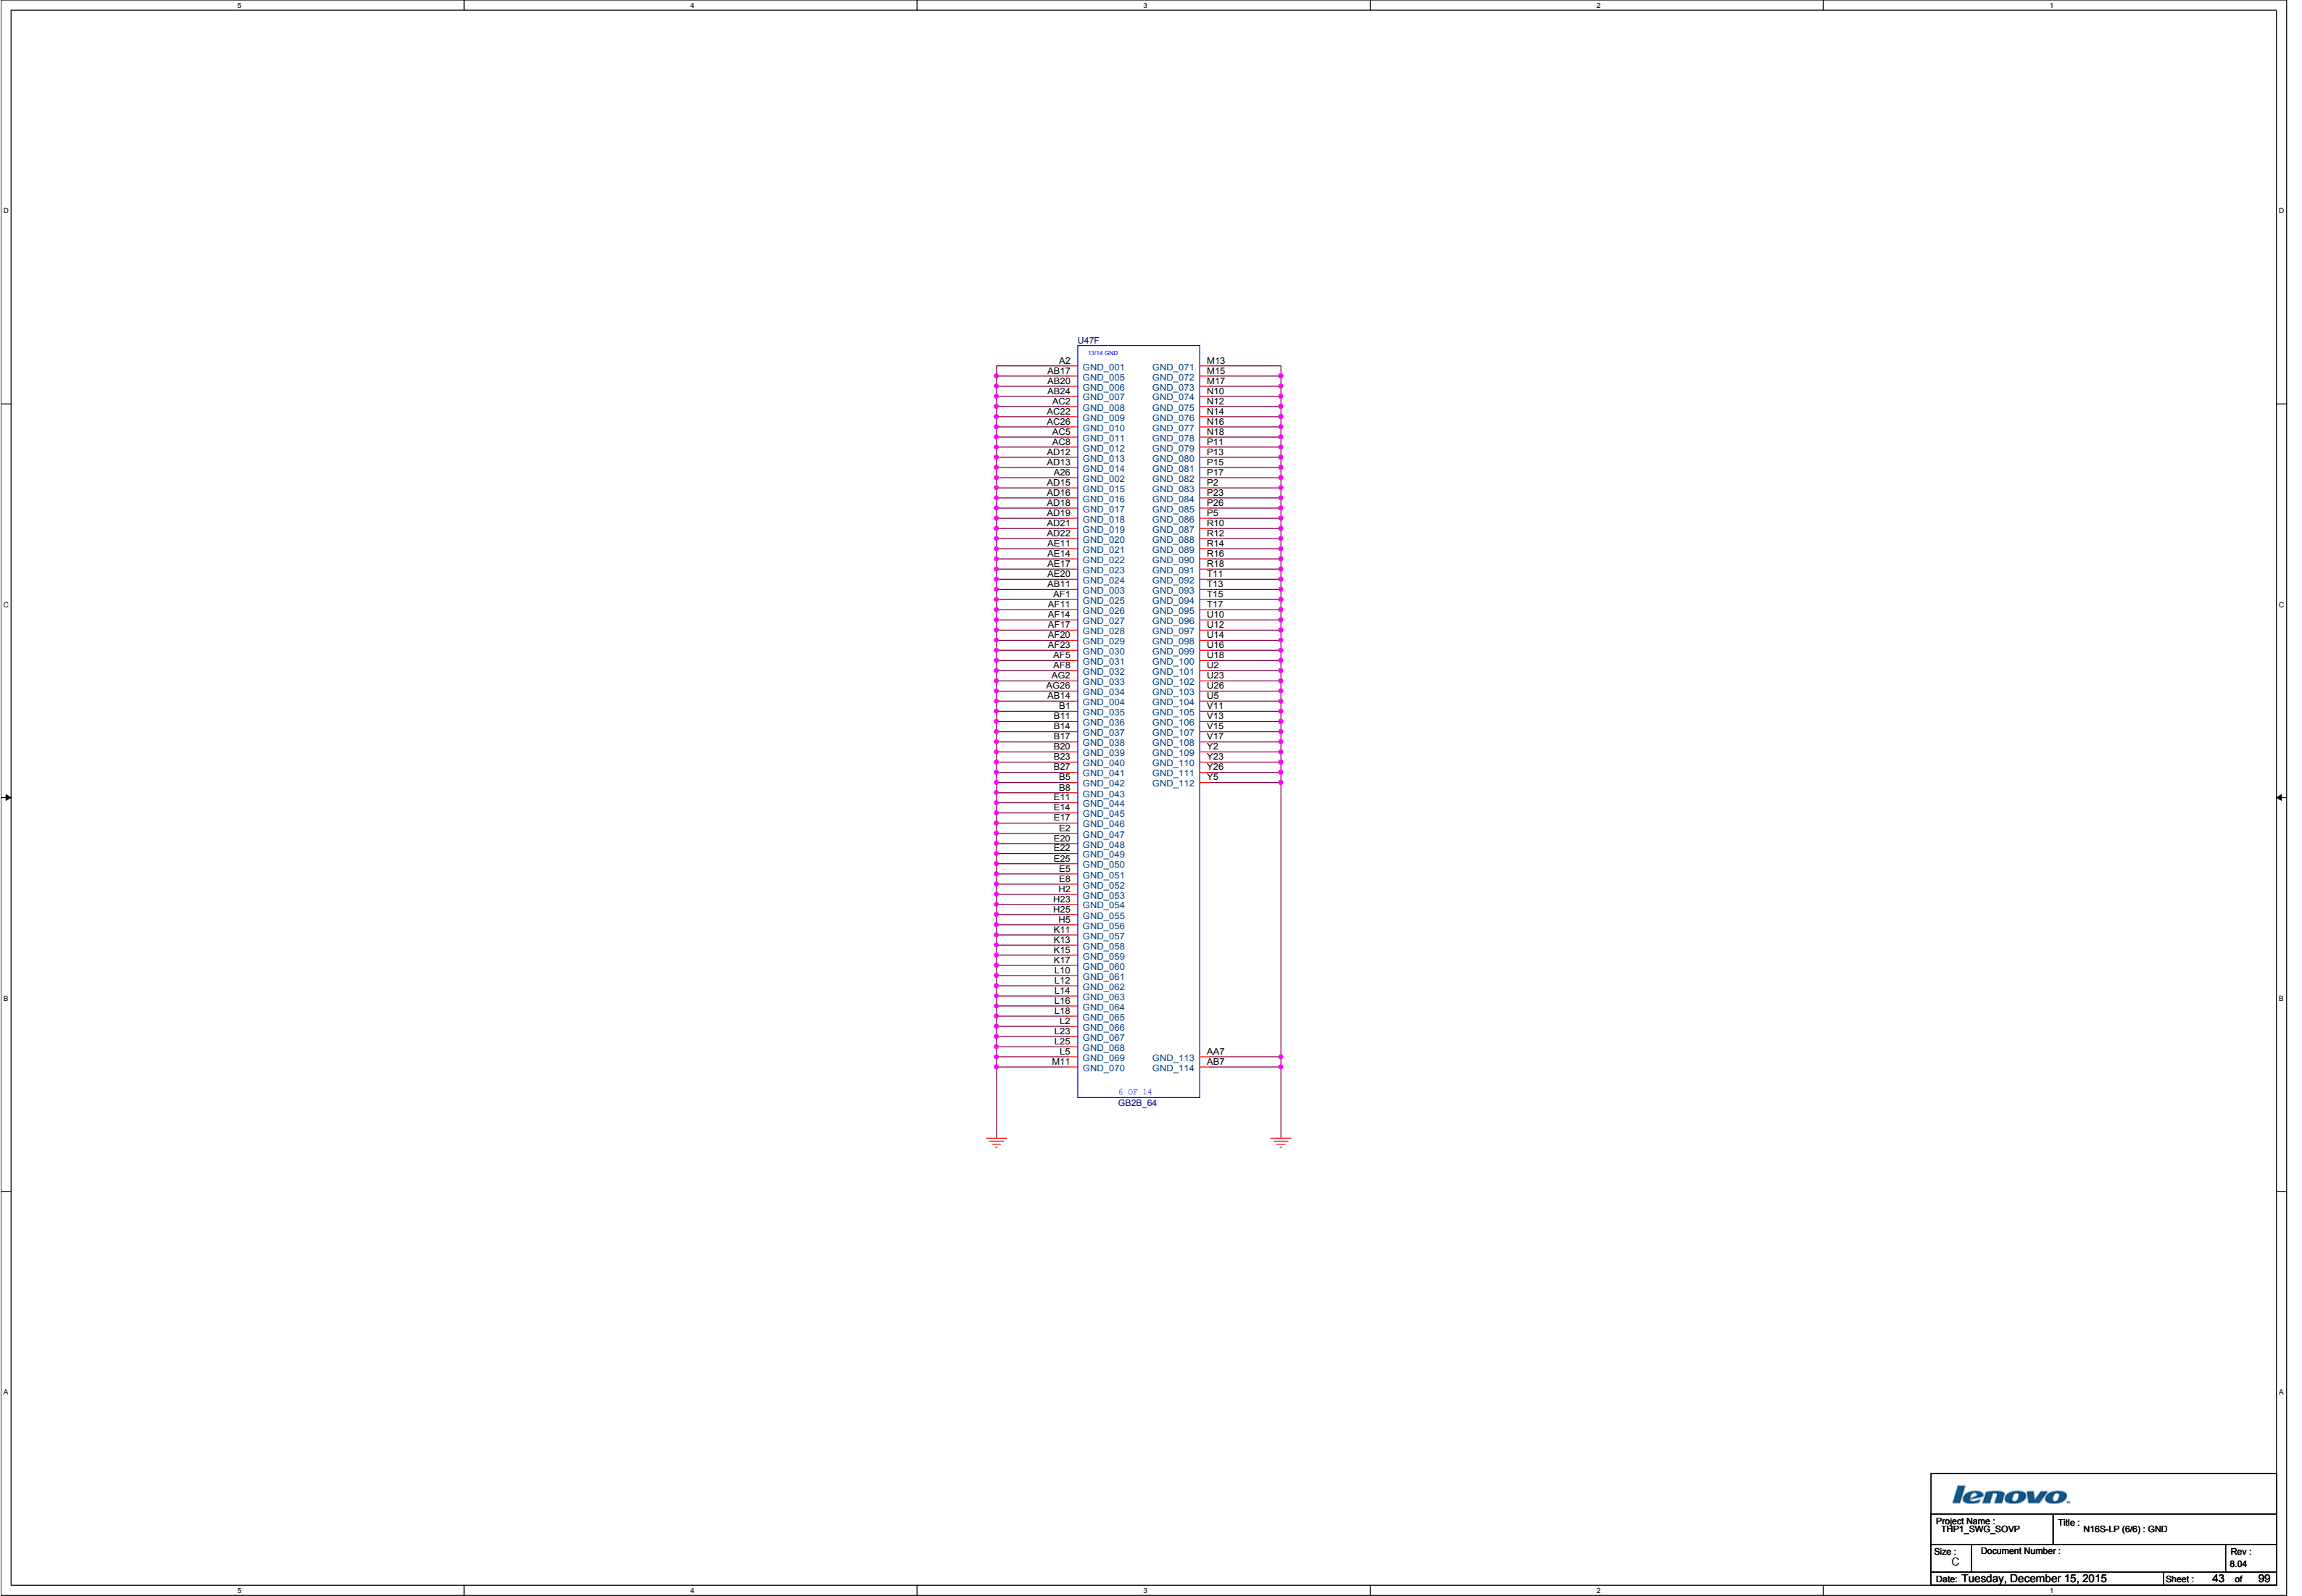 5 4 3 2 1
D D
C C
B B
A A
U47F
13/14 GND
A2 GND_001 GND_071 M13
AB17 GND_005 GND_072 M15
AB20 GND_006 GND_073 M17
AB24 GND_007 GND_074 N10
AC2 GND_008 GND_075 N12
AC22 GND_009 GND_076 N14
AC26 GND_010 GND_077 N16
AC5 GND_011 GND_078 N18
AC8 GND_012 GND_079 P11
AD12 GND_013 GND_080 P13
AD13 GND_014 GND_081 P15
A26 GND_002 GND_082 P17
AD15 GND_015 GND_083 P2
AD16 GND_016 GND_084 P23
AD18 GND_017 GND_085 P26
AD19 GND_018 GND_086 P5
AD21 GND_019 GND_087 R10
AD22 GND_020 GND_088 R12
AE11 GND_021 GND_089 R14
AE14 GND_022 GND_090 R16
AE17 GND_023 GND_091 R18
AE20 GND_024 GND_092 T11
AB11 GND_003 GND_093 T13
AF1 GND_025 GND_094 T15
AF11 GND_026 GND_095 T17
AF14 GND_027 GND_096 U10
AF17 GND_028 GND_097 U12
AF20 GND_029 GND_098 U14
AF23 GND_030 GND_099 U16
AF5 GND_031 GND_100 U18
AF8 GND_032 GND_101 U2
AG2 GND_033 GND_102 U23
AG26 GND_034 GND_103 U26
AB14 GND_004 GND_104 U5
B1 GND_035 GND_105 V11
B11 GND_036 GND_106 V13
B14 GND_037 GND_107 V15
B17 GND_038 GND_108 V17
B20 GND_039 GND_109 Y2
B23 GND_040 GND_110 Y23
B27 GND_041 GND_111 Y26
B5 GND_042 GND_112 Y5
B8 GND_043
E11 GND_044
E14 GND_045
E17 GND_046
E2 GND_047
E20 GND_048
E22 GND_049
E25 GND_050
E5 GND_051
E8 GND_052
H2 GND_053
H23 GND_054
H25 GND_055
H5 GND_056
K11 GND_057
K13 GND_058
K15 GND_059
K17 GND_060
L10 GND_061
L12 GND_062
L14 GND_063
L16 GND_064
L18 GND_065
L2 GND_066
L23 GND_067
L25 GND_068
L5 GND_069 GND_113 AA7
M11 GND_070 GND_114 AB7
6 OF 14
GB2B_64
lenovo
Project Name : THP1_SWG_SOVP
Title : N16S-LP (6/6) : GND
Size : C
Document Number :
Rev : 8.04
Date: Tuesday, December 15, 2015 Sheet : 43 of 99
5 4 3 2 1